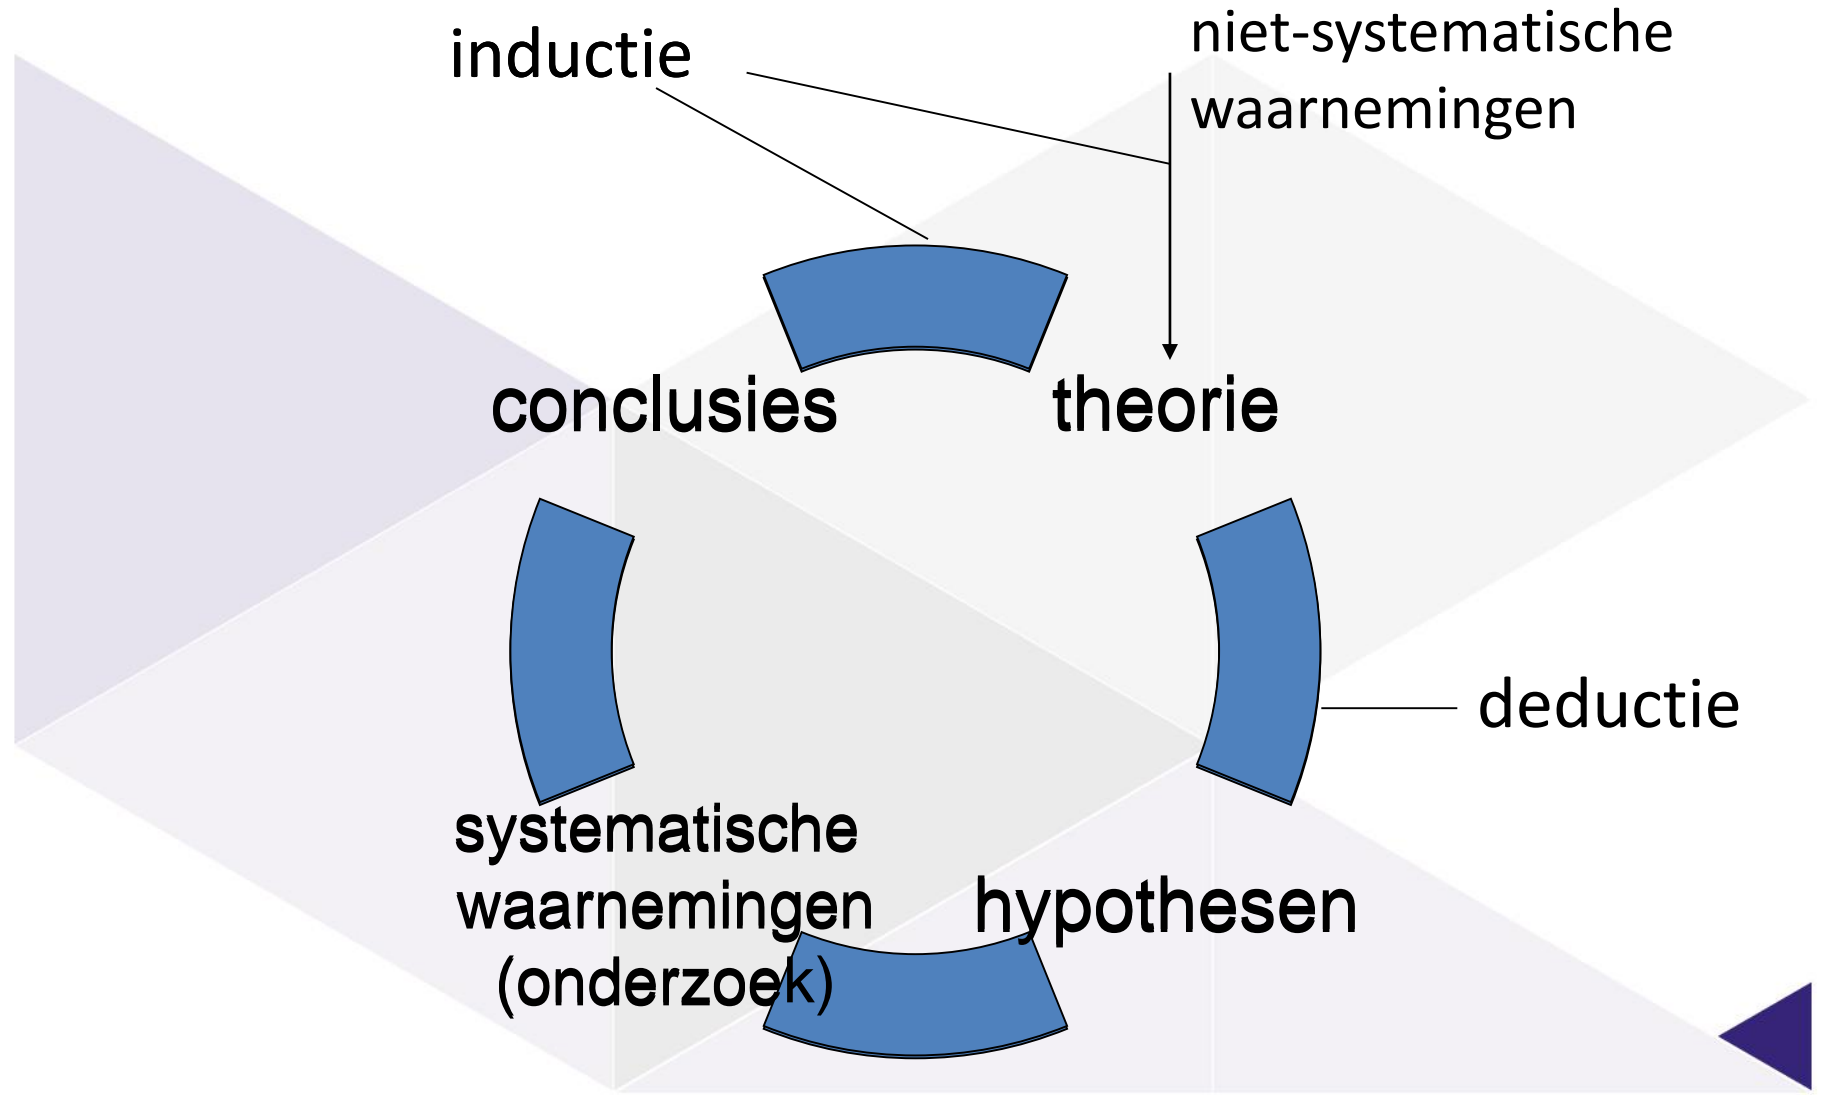 inductie
niet-systematische
waarnemingen
conclusies
theorie
deductie
systematische
waarnemingen
(onderzoek)
hypothesen